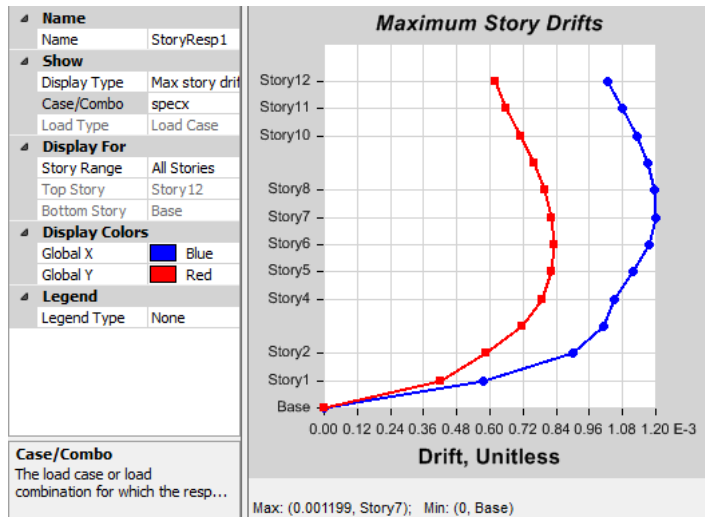 Name
Name StoryResp1
Show
Display Type Max story drif
Case/Combo specx
Load Type Load Case
Display For
Story Range All Stories
Top Story Story12
Bottom Story Base
Display Colors
Global X Blue
Global Y Red
Legend
Legend Type None
Case/Combo
The load case or load
combination for which the resp...
Maximum Story Drifts
Story12
Story11
Story10
Story8
Story7
Story6
Story5
Story4
Story2
Story1
Base
0.00 0.12 0.24 0.36 0.48 0.60 0.72 0.84 0.96 1.08 1.20 E-3
Drift, Unitless
Max: (0.001199, Story7); Min: (0, Base)